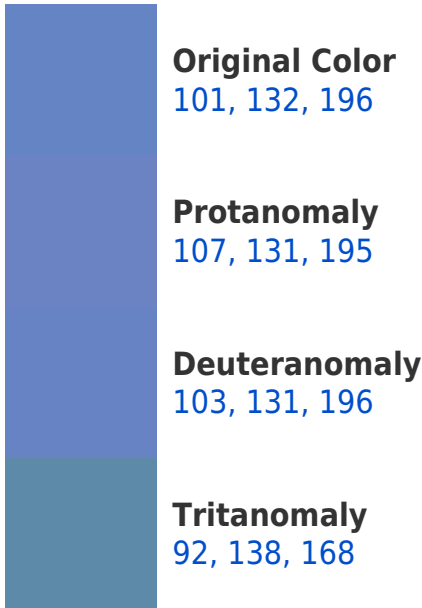 Original Color
101, 132, 196
Protanomaly
107, 131, 195
Deuteranomaly
103, 131, 196
Tritanomaly
92, 138, 168